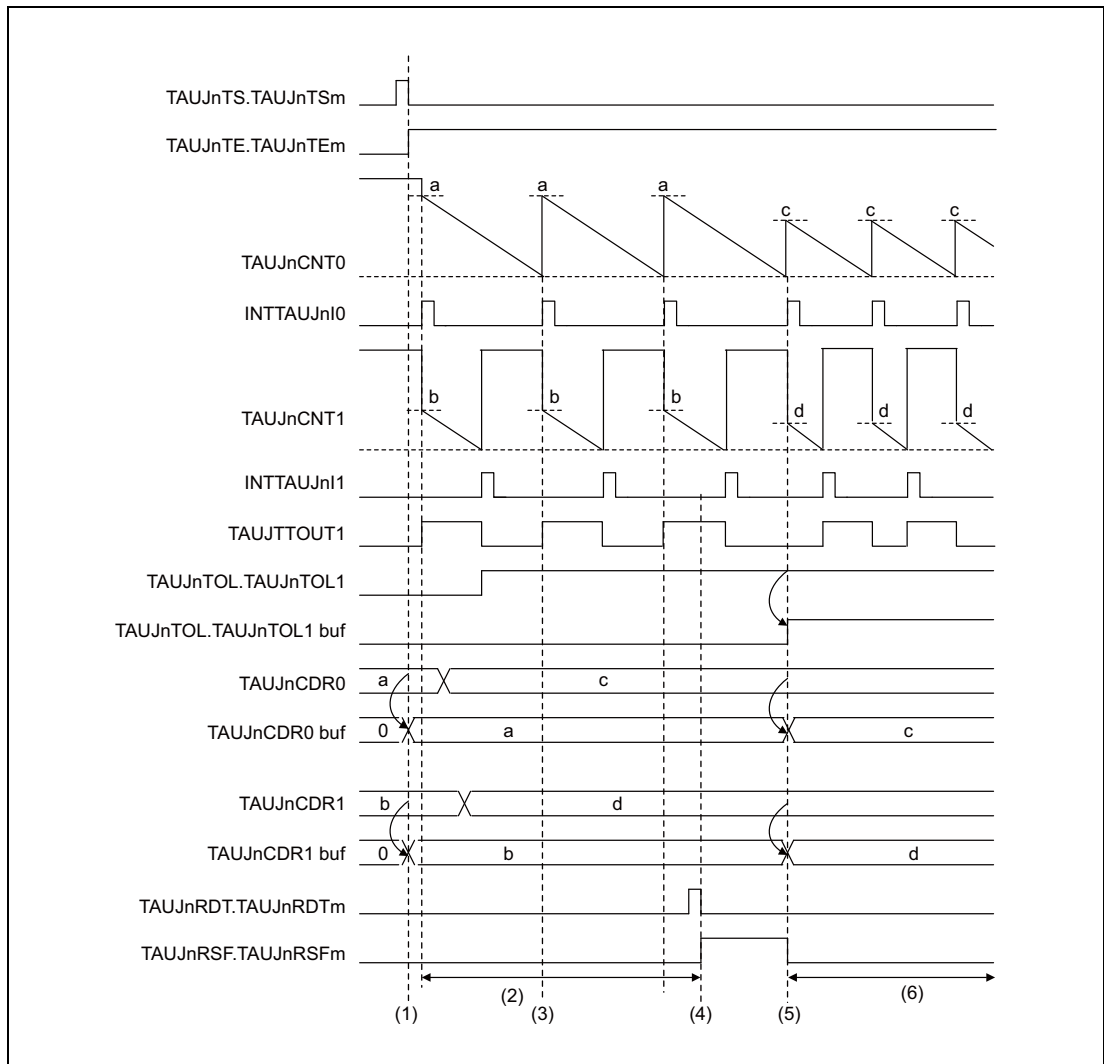 TAUJnTS.TAUJnTSm
TAUJnTE.TAUJnTEm
a a a
c c c
TAUJnCNT0
INTTAUJnI0
b b b
d d d
TAUJnCNT1
INTTAUJnI1
TAUJTTOUT1
TAUJnTOL.TAUJnTOL1
TAUJnTOL.TAUJnTOL1 buf
TAUJnCDR0 a c
TAUJnCDR0 buf 0 a c
TAUJnCDR1 b d
TAUJnCDR1 buf 0 b d
TAUJnRDT.TAUJnRDTm
TAUJnRSF.TAUJnRSFm
(2) (6)
(1) (3) (4) (5)